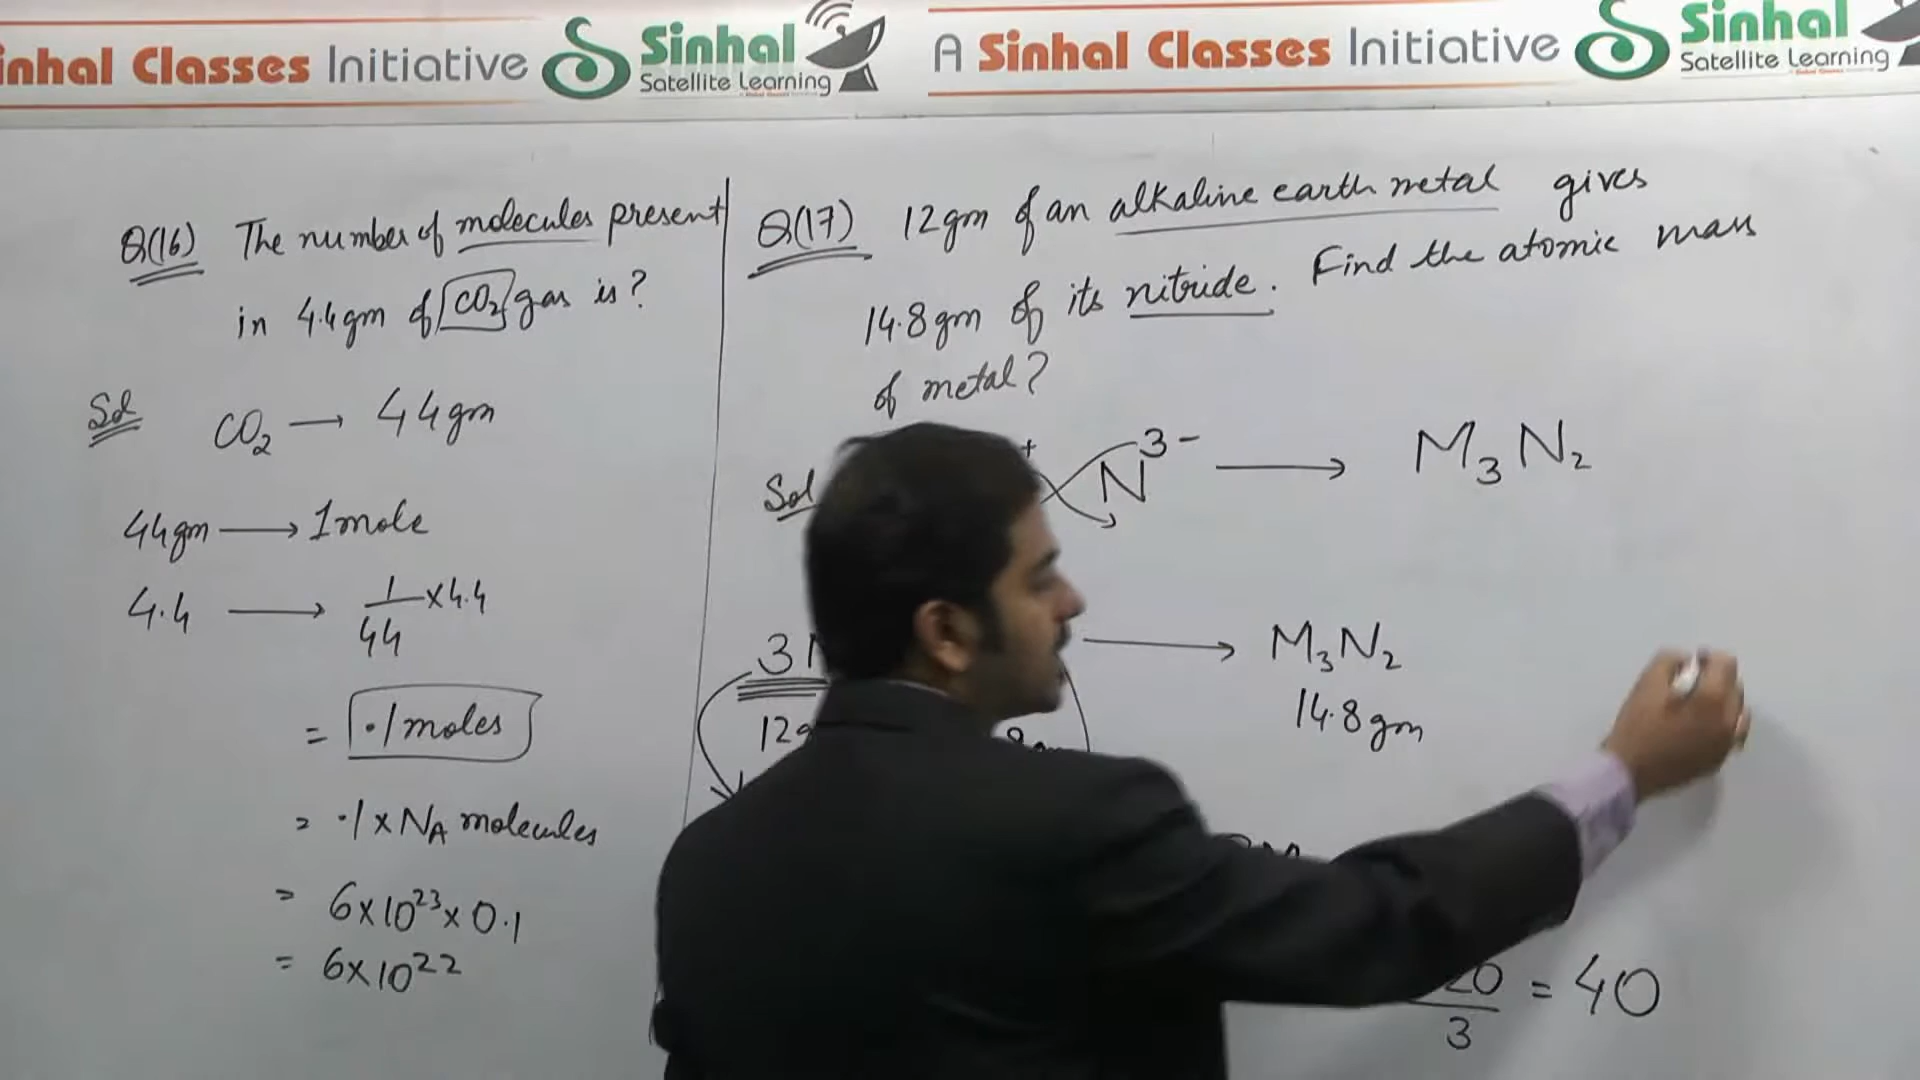 inhal Classes Initiative
Sinhal
Satellite Learning
A Sinhal Classes Initiative
Sinhal
Satellite Learning
Q(16) The number of molecules present
in 4.4gm of CO2 gas is?
Sol
CO2 → 44gm
44gm → 1mole
4.4 → 1/44 ×4.4
= .1 moles
= .1 × NA molecules
= 6×10^23 × 0.1
= 6×10^22
Q(17) 12gm of an alkaline earth metal gives
14.8gm of its nitride. Find the atomic mass
of metal?
Sol
+ N^3- → M3N2
3 → M3N2
12g
14.8gm
20/3 = 40